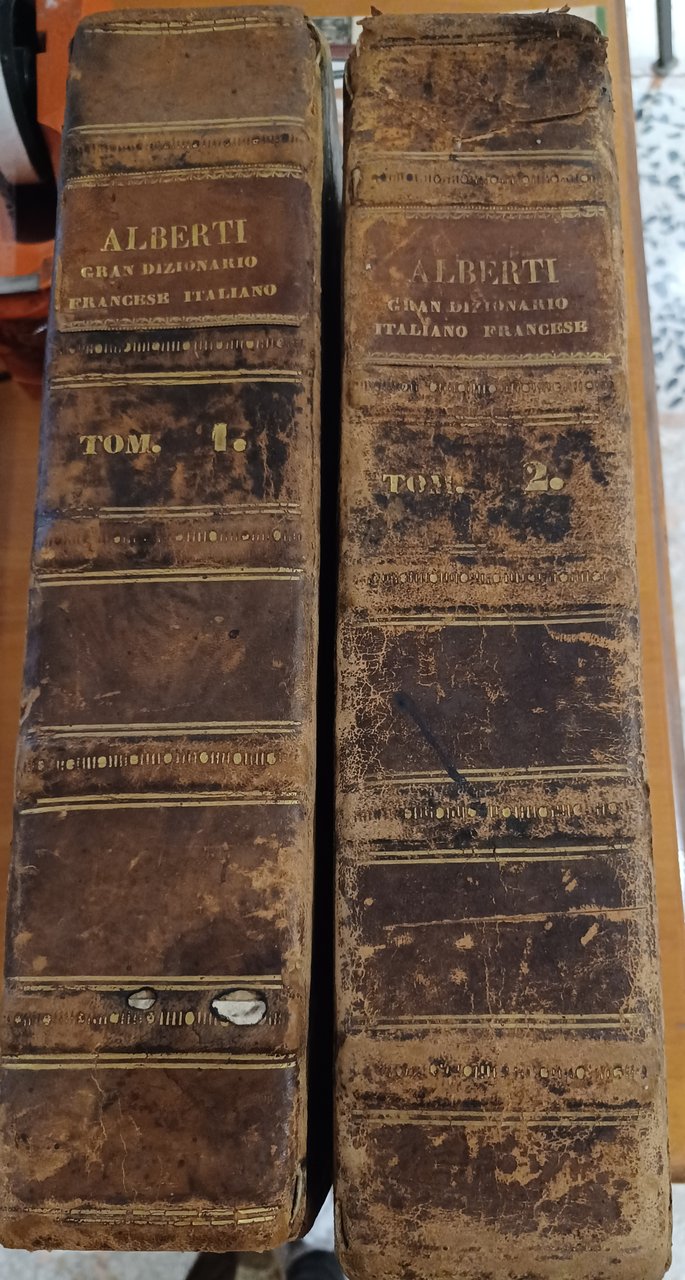 ALBERTI
GRAN DIZIONARIO
FRANCESE ITALIANO
TOM. 1.
ALBERTI
GRAN DIZIONARIO
ITALIANO FRANCESE
TOM. 2.